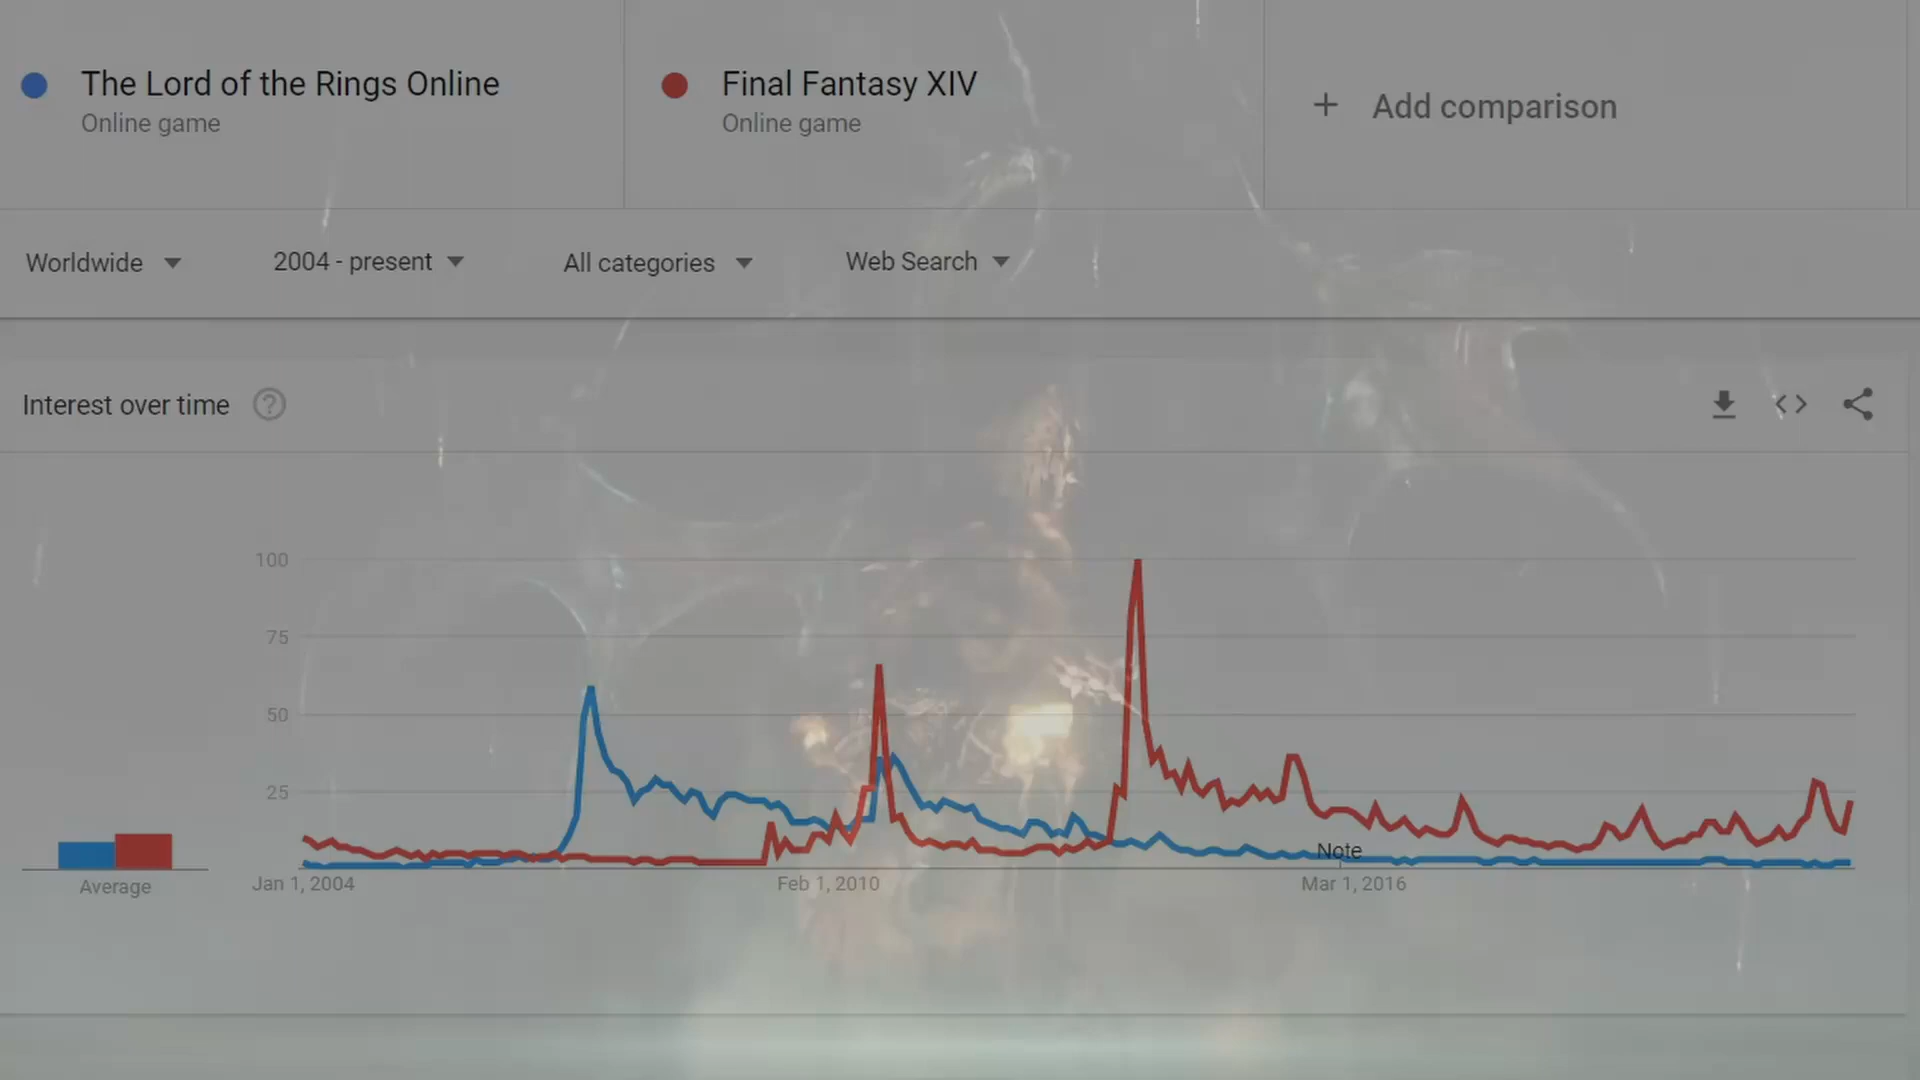 The Lord of the Rings Online
Online game
Final Fantasy XIV
Online game
+ Add comparison
Worldwide
2004 - present
All categories
Web Search
Interest over time
?
100
75
50
25
Note
Average
Jan 1, 2004
Feb 1, 2010
Mar 1, 2016